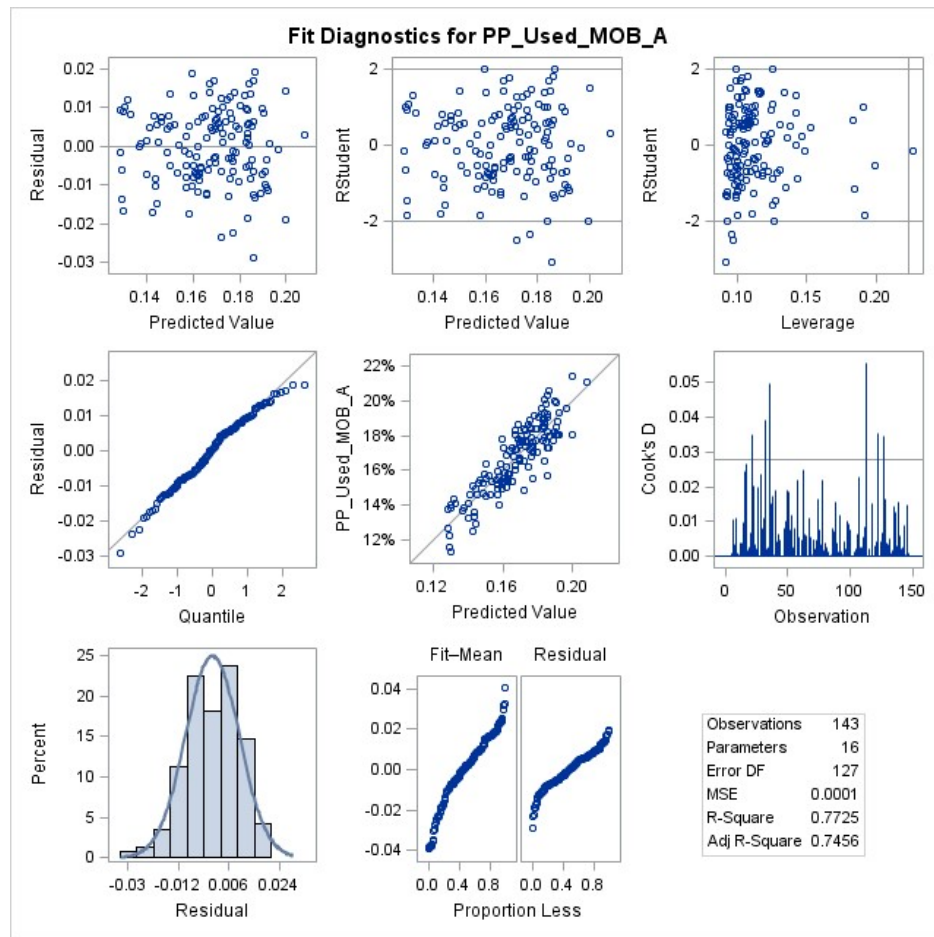 Fit Diagnostics for PP_Used_MOB_A
Residual
0.02
0.01
0.00
-0.01
-0.02
-0.03
0.14 0.16 0.18 0.20
Predicted Value
RStudent
2
0
-2
0.14 0.16 0.18 0.20
Predicted Value
RStudent
2
0
-2
0.10 0.15 0.20
Leverage
Residual
0.02
0.01
0.00
-0.01
-0.02
-0.03
-2 -1 0 1 2
Quantile
PP_Used_MOB_A
22%
20%
18%
16%
14%
12%
0.12 0.16 0.20
Predicted Value
Cook's D
0.05
0.04
0.03
0.02
0.01
0.00
0 50 100 150
Observation
Percent
25
20
15
10
5
0
-0.03 -0.012 0.006 0.024
Residual
Fit–Mean Residual
0.04
0.02
0.00
-0.02
-0.04
0.0 0.4 0.8 0.0 0.4 0.8
Proportion Less
Observations 143
Parameters 16
Error DF 127
MSE 0.0001
R-Square 0.7725
Adj R-Square 0.7456